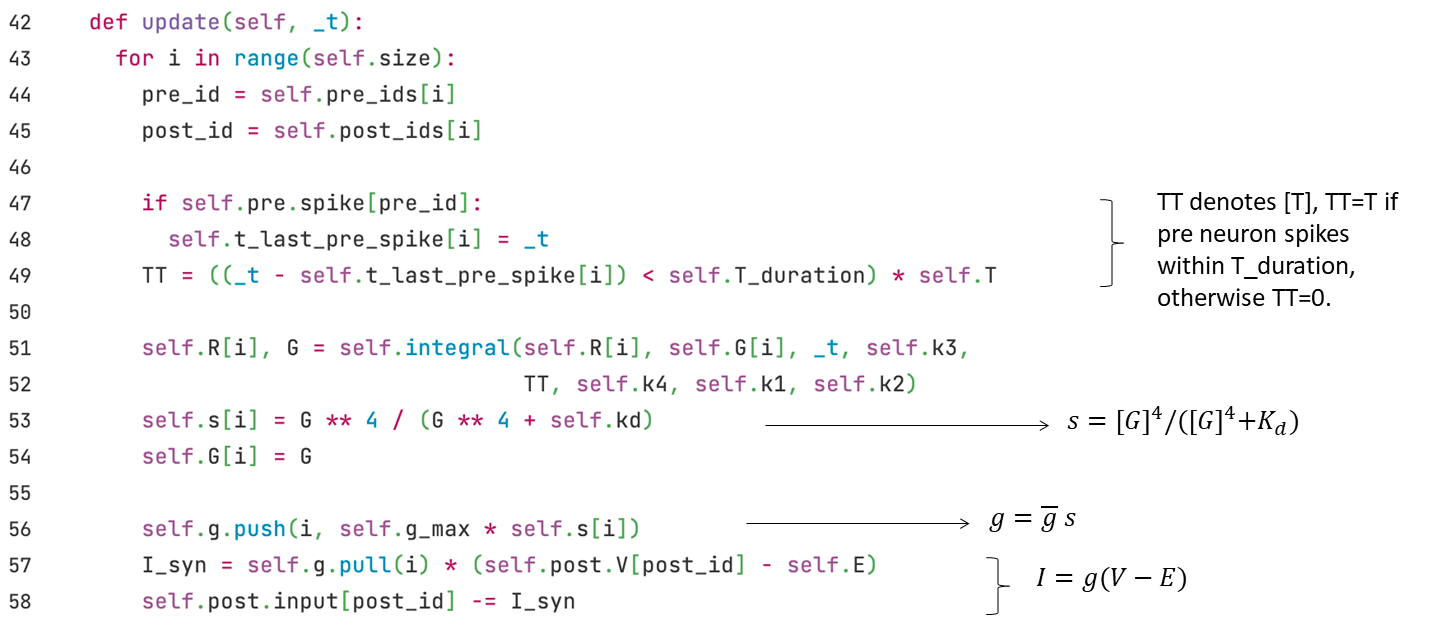 42 def update(self, _t):
43 for i in range(self.size):
44 pre_id = self.pre_ids[i]
45 post_id = self.post_ids[i]
46
47 if self.pre.spike[pre_id]:
48 self.t_last_pre_spike[i] = _t
49 TT = ((_t - self.t_last_pre_spike[i]) < self.T_duration) * self.T
TT denotes [T], TT=T if
pre neuron spikes
within T_duration,
otherwise TT=0.
50
51 self.R[i], G = self.integral(self.R[i], self.G[i], _t, self.k3,
52 TT, self.k4, self.k1, self.k2)
53 self.s[i] = G ** 4 / (G ** 4 + self.kd)
s = [G]⁴/([G]⁴+K_d)
54 self.G[i] = G
55
56 self.g.push(i, self.g_max * self.s[i])
g = g̅ s
57 I_syn = self.g.pull(i) * (self.post.V[post_id] - self.E)
58 self.post.input[post_id] -= I_syn
I = g(V − E)